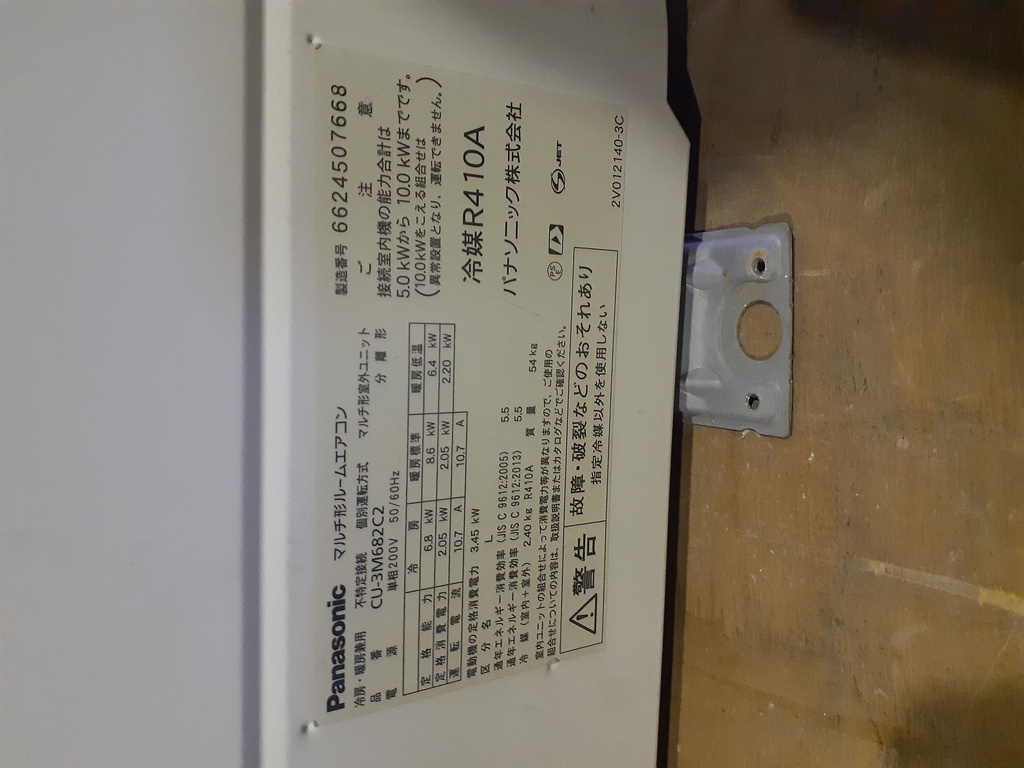 Panasonic マルチ形ルームエアコン
冷房・暖房兼用 不特定接続 個別運転方式 マルチ形室外ユニット
品番 CU-3M682C2 分離形
電源 単相200V 50/60Hz
冷房 暖房標準 暖房低温
定格能力 6.8 kW 8.6 kW 6.4 kW
定格消費電力 2.05 kW 2.05 kW 2.20 kW
運転電流 10.7 A 10.7 A
電動機の定格消費電力 3.45 kW
区分名 L
通年エネルギー消費効率 (JIS C 9612:2005) 5.5
通年エネルギー消費効率 (JIS C 9612:2013) 5.5
冷媒 (室内+室外) 2.40 kg R410A 質量 54 kg
室内ユニットの組合せによって消費電力等が異なりますので、ご使用の
組合せについての内容は、取扱説明書またはカタログなどでご確認ください。
警告 故障・破裂などのおそれあり
指定冷媒以外を使用しない
製造番号 6624507668
ご注意
接続室内機の能力合計は
5.0 kWから 10.0 kWまでです。
(10.0kWをこえる組合せは
異常設置となり、運転できません。)
冷媒R410A
パナソニック株式会社
PS E JET
2V012140-3C